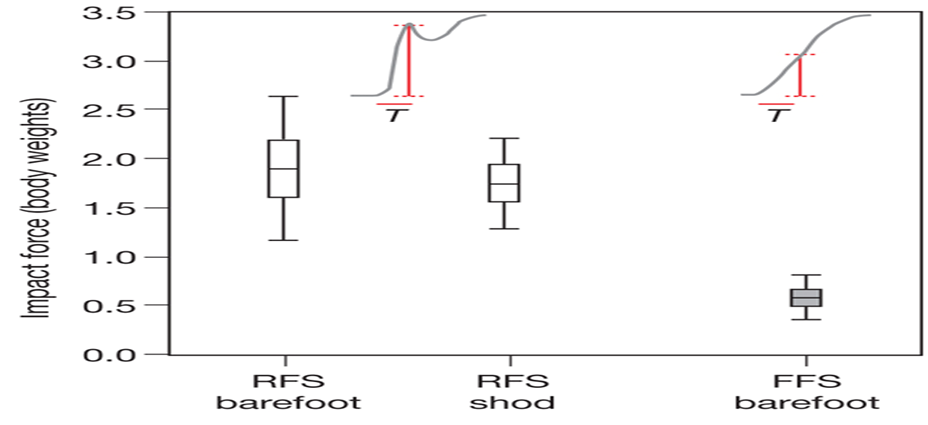 Impact force (body weights)
3.5
3.0
2.5
2.0
1.5
1.0
0.5
0.0
T
T
RFS
barefoot
RFS
shod
FFS
barefoot